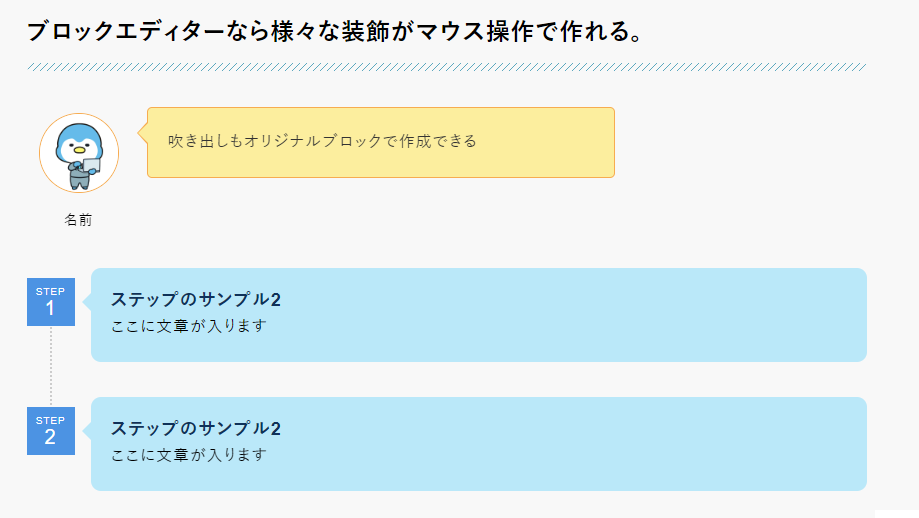 ブロックエディターなら様々な装飾がマウス操作で作れる。
吹き出しもオリジナルブロックで作成できる
名前
STEP
1
ステップのサンプル2
ここに文章が入ります
STEP
2
ステップのサンプル2
ここに文章が入ります